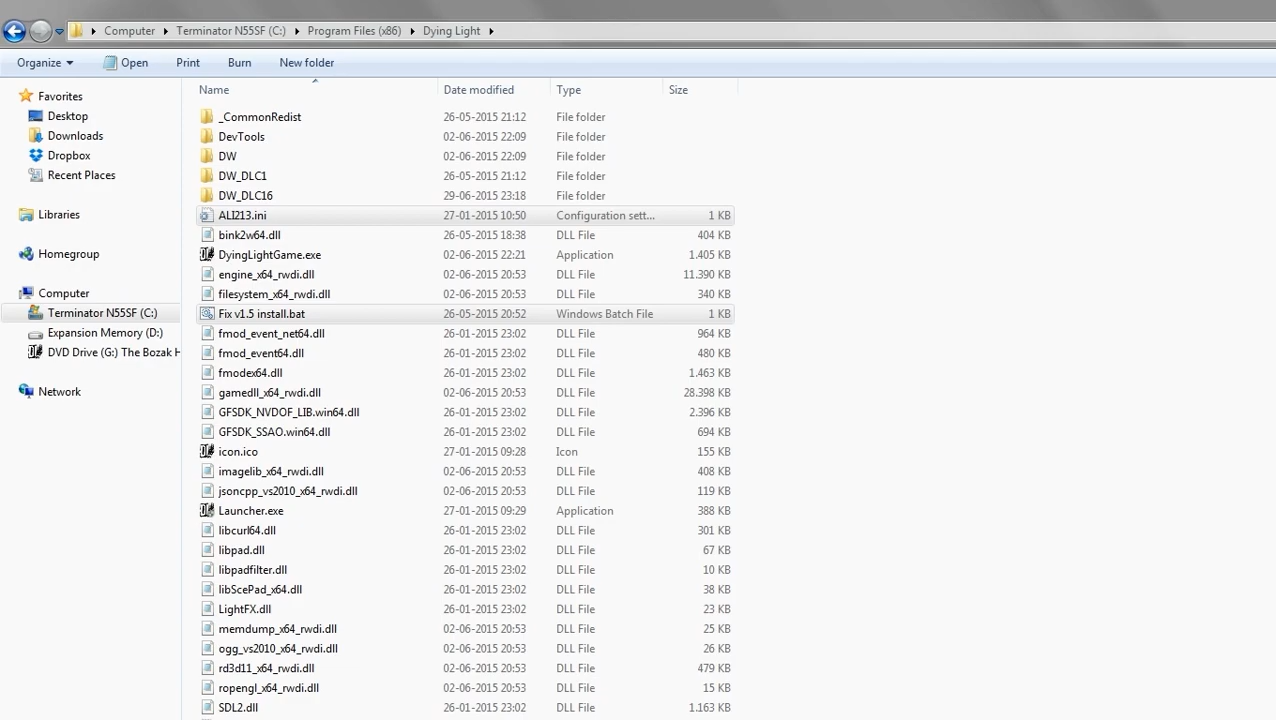 Computer Terminator N55SF (C:) Program Files (x86) Dying Light
Organize Open Print Burn New folder
Favorites
Desktop
Downloads
Dropbox
Recent Places
Libraries
Homegroup
Computer
Terminator N55SF (C:)
Expansion Memory (D:)
DVD Drive (G:) The Bozak H
Network
Name Date modified Type Size
_CommonRedist 26-05-2015 21:12 File folder
DevTools 02-06-2015 22:09 File folder
DW 02-06-2015 22:09 File folder
DW_DLC1 26-05-2015 21:12 File folder
DW_DLC16 29-06-2015 23:18 File folder
ALI213.ini 27-01-2015 10:50 Configuration sett... 1 KB
bink2w64.dll 26-05-2015 18:38 DLL File 404 KB
DyingLightGame.exe 02-06-2015 22:21 Application 1.405 KB
engine_x64_rwdi.dll 02-06-2015 20:53 DLL File 11.390 KB
filesystem_x64_rwdi.dll 02-06-2015 20:53 DLL File 340 KB
Fix v1.5 install.bat 26-05-2015 20:52 Windows Batch File 1 KB
fmod_event_net64.dll 26-01-2015 23:02 DLL File 964 KB
fmod_event64.dll 26-01-2015 23:02 DLL File 480 KB
fmodex64.dll 26-01-2015 23:02 DLL File 1.463 KB
gamedll_x64_rwdi.dll 02-06-2015 20:53 DLL File 28.398 KB
GFSDK_NVDOF_LIB.win64.dll 26-01-2015 23:02 DLL File 2.396 KB
GFSDK_SSAO.win64.dll 26-01-2015 23:02 DLL File 694 KB
icon.ico 27-01-2015 09:28 Icon 155 KB
imagelib_x64_rwdi.dll 02-06-2015 20:53 DLL File 408 KB
jsoncpp_vs2010_x64_rwdi.dll 02-06-2015 20:53 DLL File 119 KB
Launcher.exe 27-01-2015 09:29 Application 388 KB
libcurl64.dll 26-01-2015 23:02 DLL File 301 KB
libpad.dll 26-01-2015 23:02 DLL File 67 KB
libpadfilter.dll 26-01-2015 23:02 DLL File 10 KB
libScePad_x64.dll 26-01-2015 23:02 DLL File 38 KB
LightFX.dll 26-01-2015 23:02 DLL File 23 KB
memdump_x64_rwdi.dll 02-06-2015 20:53 DLL File 25 KB
ogg_vs2010_x64_rwdi.dll 02-06-2015 20:53 DLL File 26 KB
rd3d11_x64_rwdi.dll 02-06-2015 20:53 DLL File 479 KB
ropengl_x64_rwdi.dll 02-06-2015 20:53 DLL File 15 KB
SDL2.dll 26-01-2015 23:02 DLL File 1.163 KB